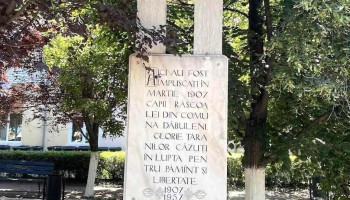 AICI AU FOST
ÎMPUȘCAȚI ÎN
MARTIE 1907
CAPII RĂSCOA
LEI DIN COMU
NA DĂBULENI.
GLORIE ȚĂRA
NILOR CĂZUȚI
ÎN LUPTA PEN
TRU PĂMÎNT ȘI
LIBERTATE
1907
1957